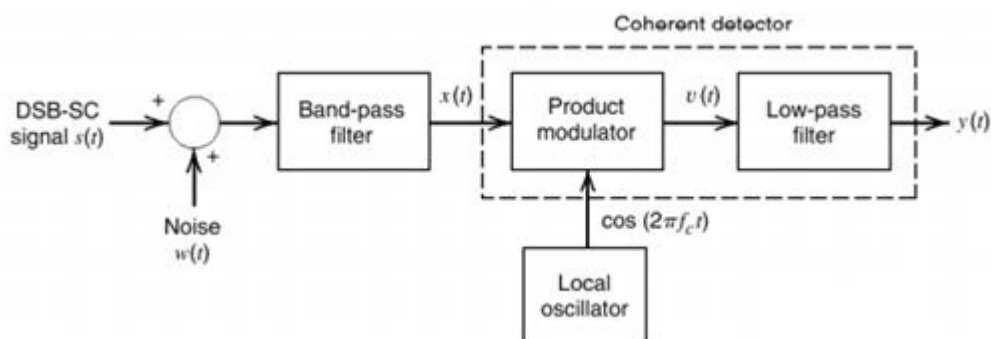 Coherent detector
DSB-SC
signal s(t)
+
+
Noise
w(t)
Band-pass
filter
x(t)
Product
modulator
v(t)
Low-pass
filter
y(t)
cos (2πf_c t)
Local
oscillator